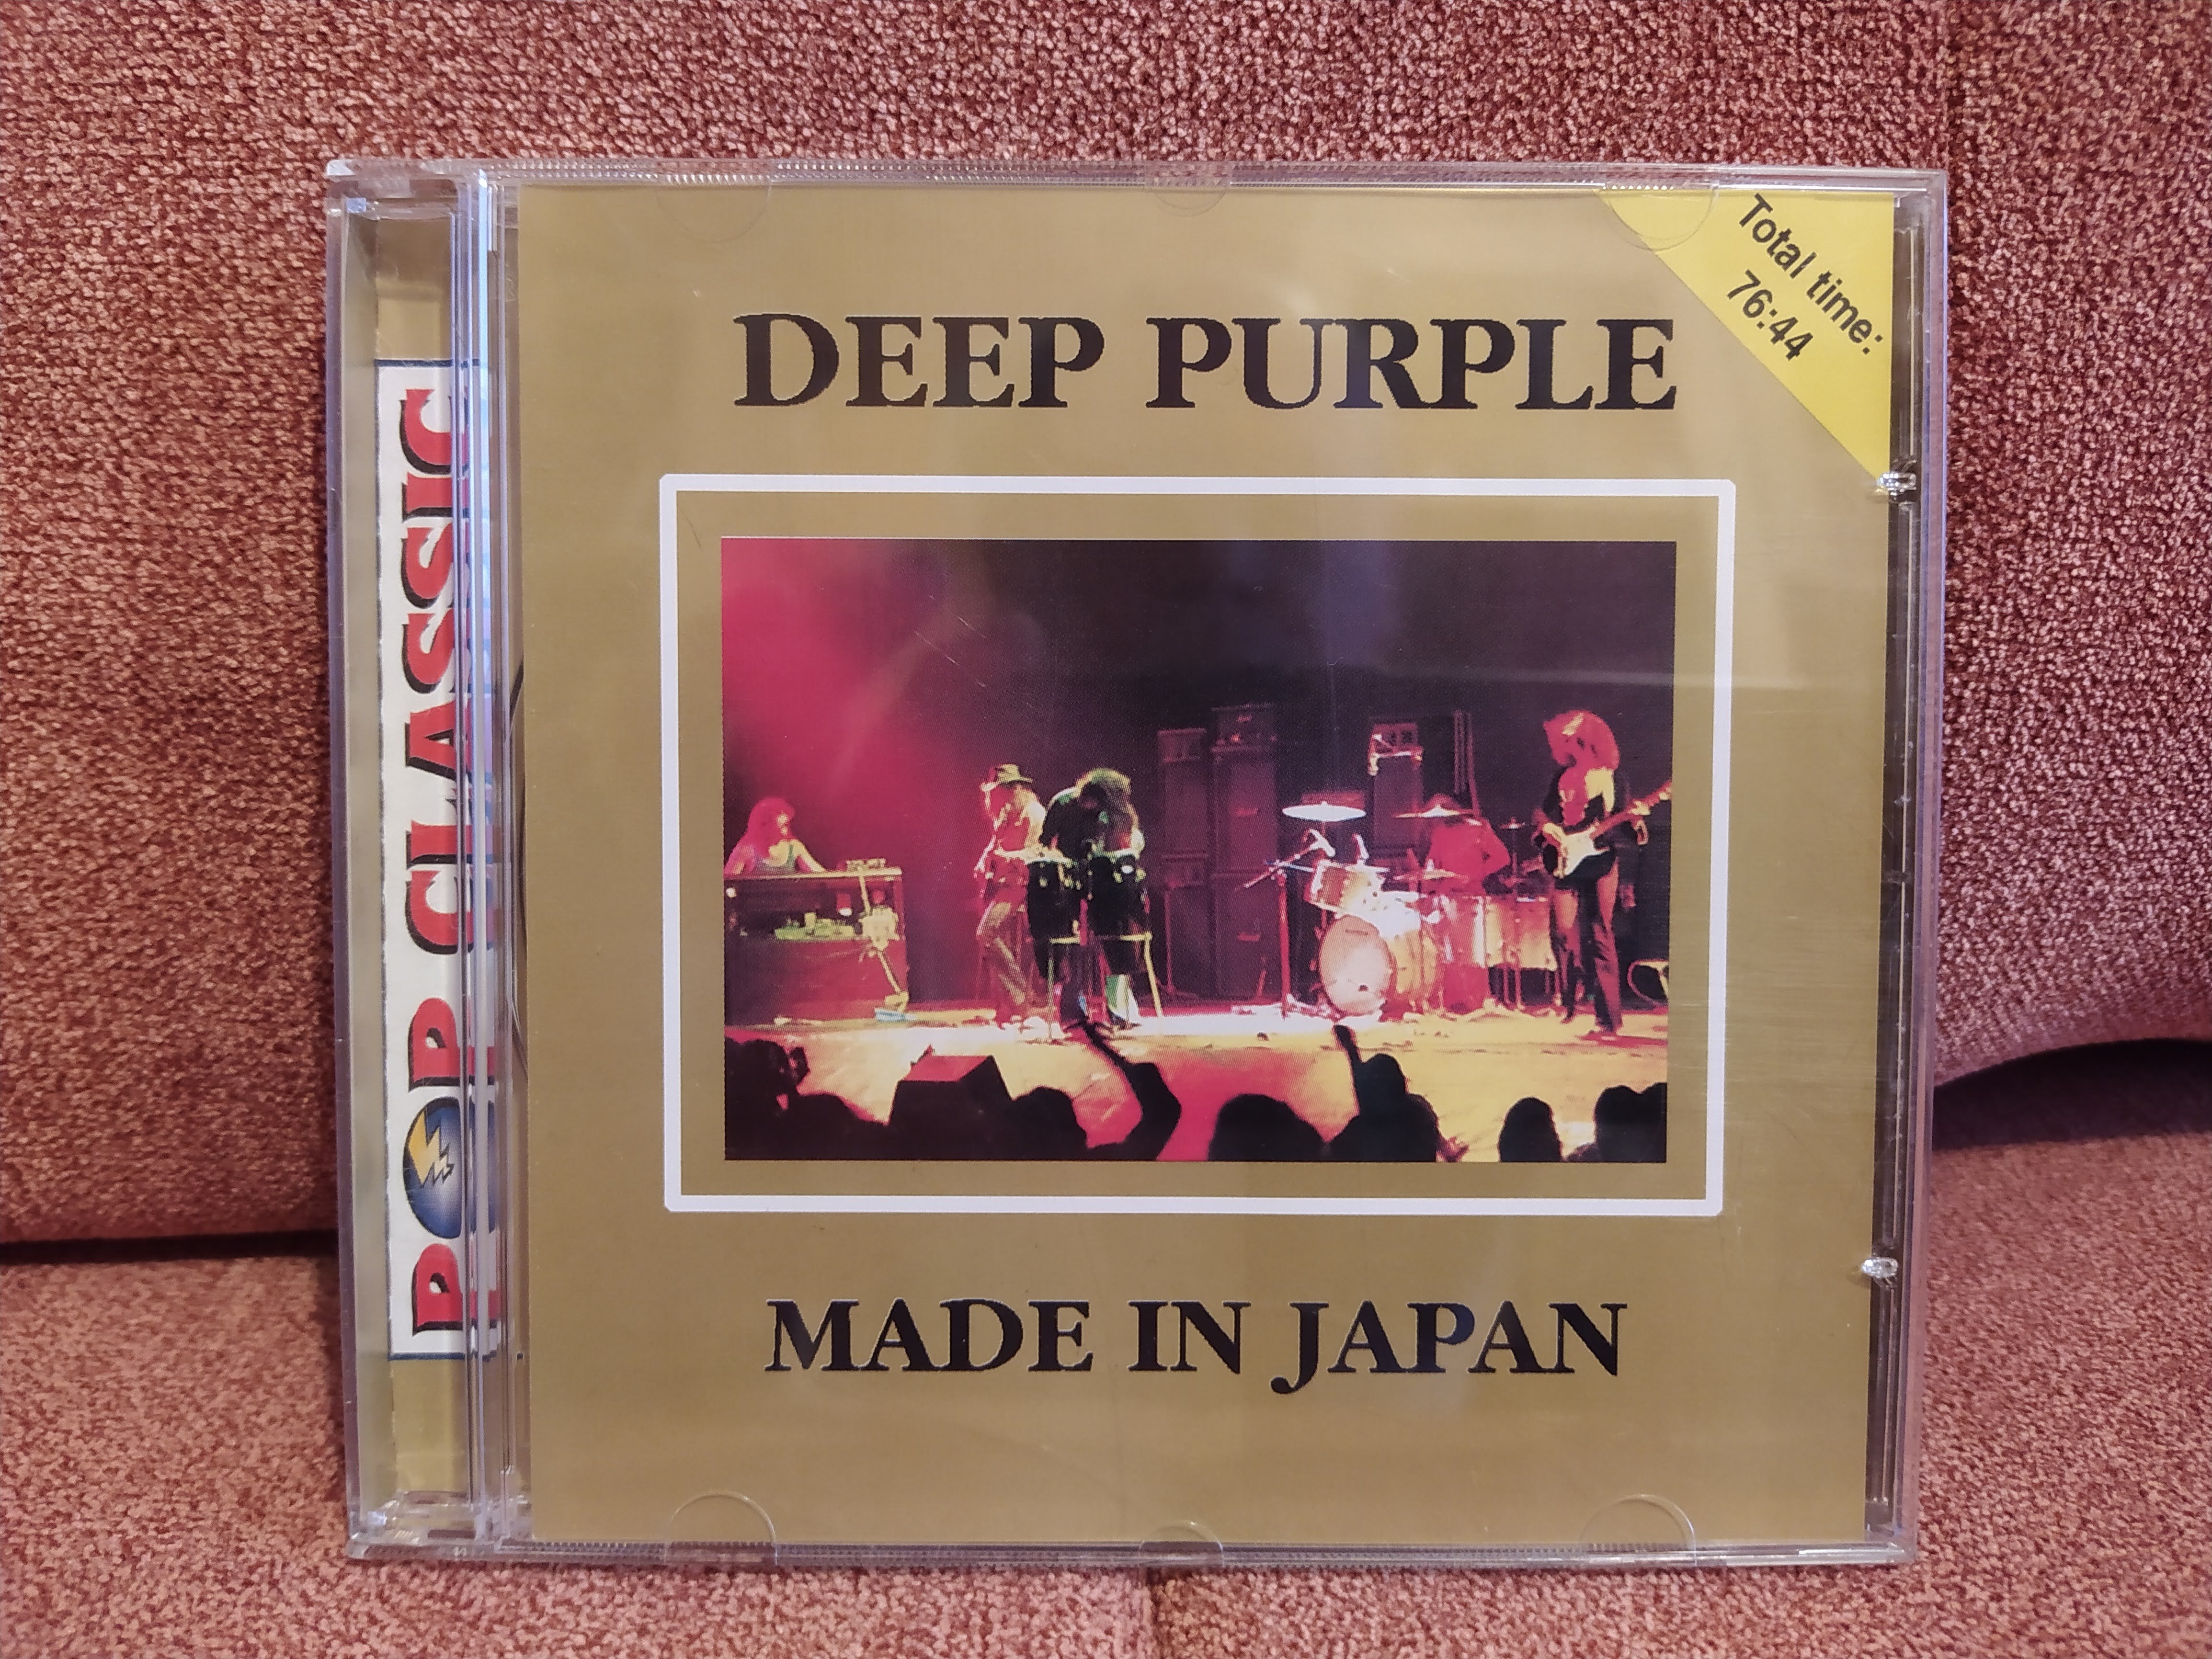 POP CLASSIC
DEEP PURPLE
Total time:
76:44
MADE IN JAPAN